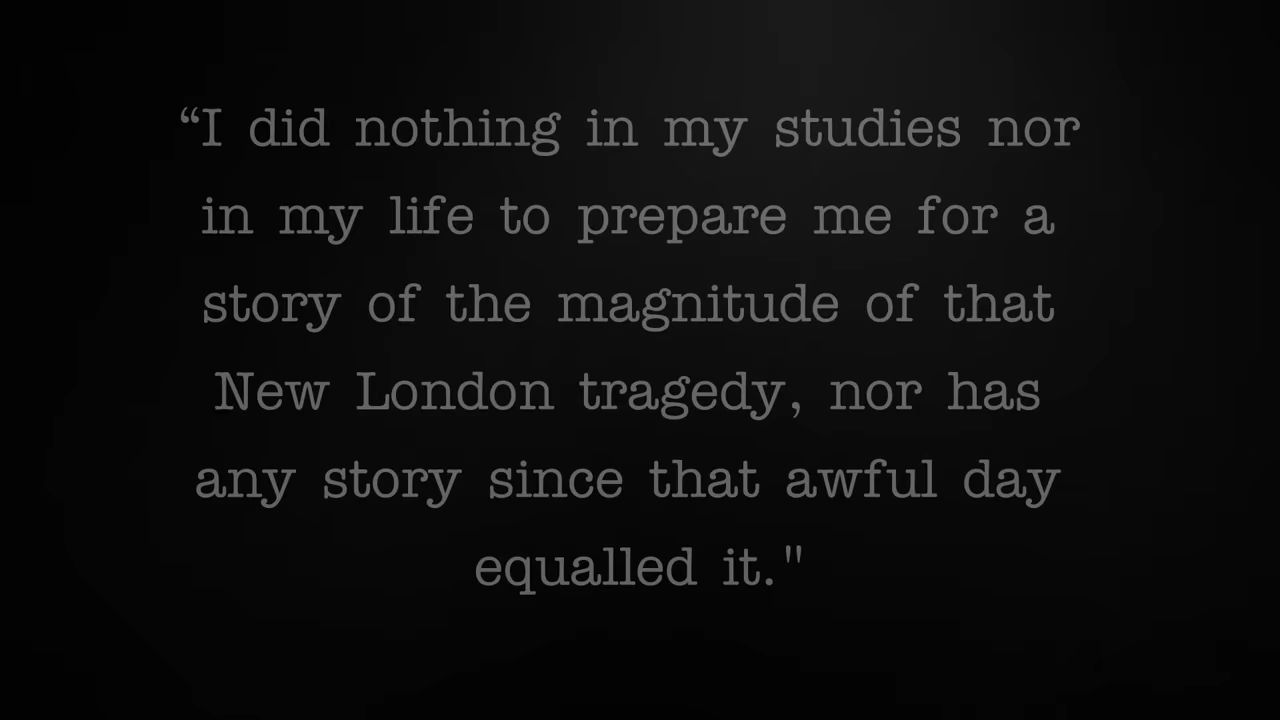 “I did nothing in my studies nor
in my life to prepare me for a
story of the magnitude of that
New London tragedy, nor has
any story since that awful day
equalled it."